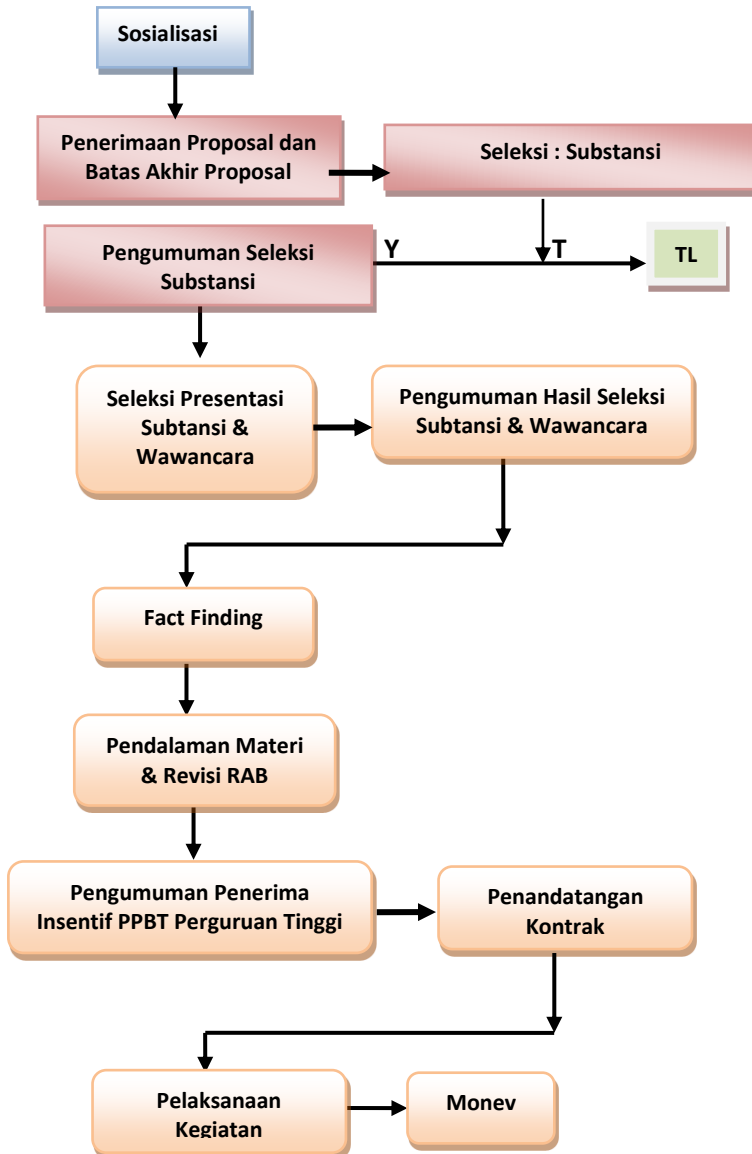 Sosialisasi
Penerimaan Proposal dan
Batas Akhir Proposal
Seleksi : Substansi
Pengumuman Seleksi
Substansi
Y
T
TL
Seleksi Presentasi
Subtansi &
Wawancara
Pengumuman Hasil Seleksi
Subtansi & Wawancara
Fact Finding
Pendalaman Materi
& Revisi RAB
Pengumuman Penerima
Insentif PPBT Perguruan Tinggi
Penandatangan
Kontrak
Pelaksanaan
Kegiatan
Monev